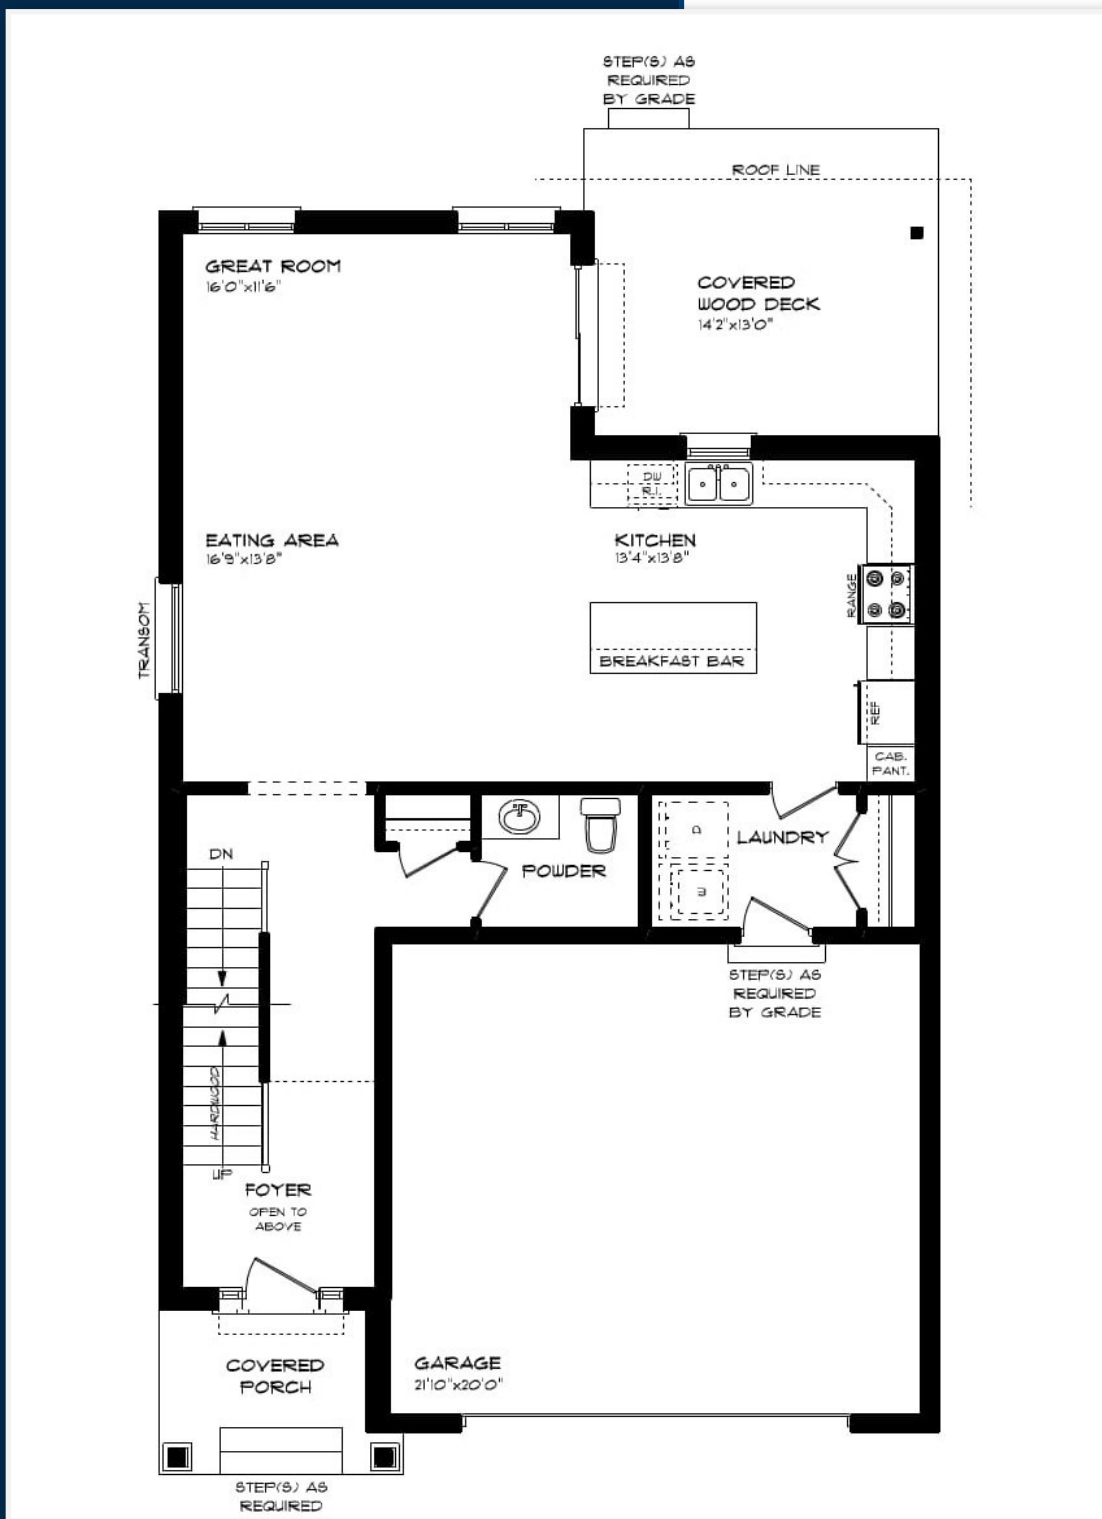 STEP(S) AS
REQUIRED
BY GRADE
ROOF LINE
GREAT ROOM
16'0"x11'6"
COVERED
WOOD DECK
14'2"x13'0"
DW
R.I.
EATING AREA
16'9"x13'8"
KITCHEN
13'4"x13'8"
RANGE
TRANSOM
BREAKFAST BAR
REF
CAB.
PANT.
D
LAUNDRY
DN
POWDER
W
STEP(S) AS
REQUIRED
BY GRADE
HARDWOOD
UP
FOYER
OPEN TO
ABOVE
COVERED
PORCH
GARAGE
21'10"x20'0"
STEP(S) AS
REQUIRED